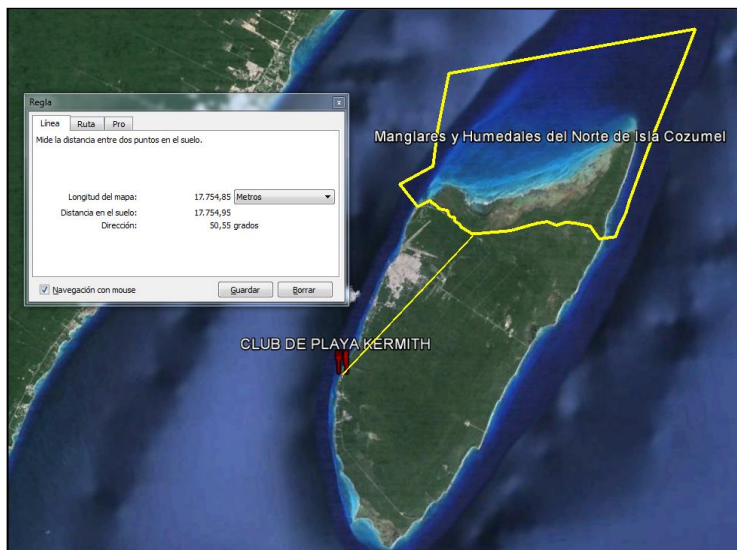 Regla
Línea Ruta Pro
Mide la distancia entre dos puntos en el suelo.
Longitud del mapa: 17.754,85 Metros
Distancia en el suelo: 17.754,95
Dirección: 50,55 grados
Navegación con mouse Guardar Borrar
Manglares y Humedales del Norte de Isla Cozumel
CLUB DE PLAYA KERMITH